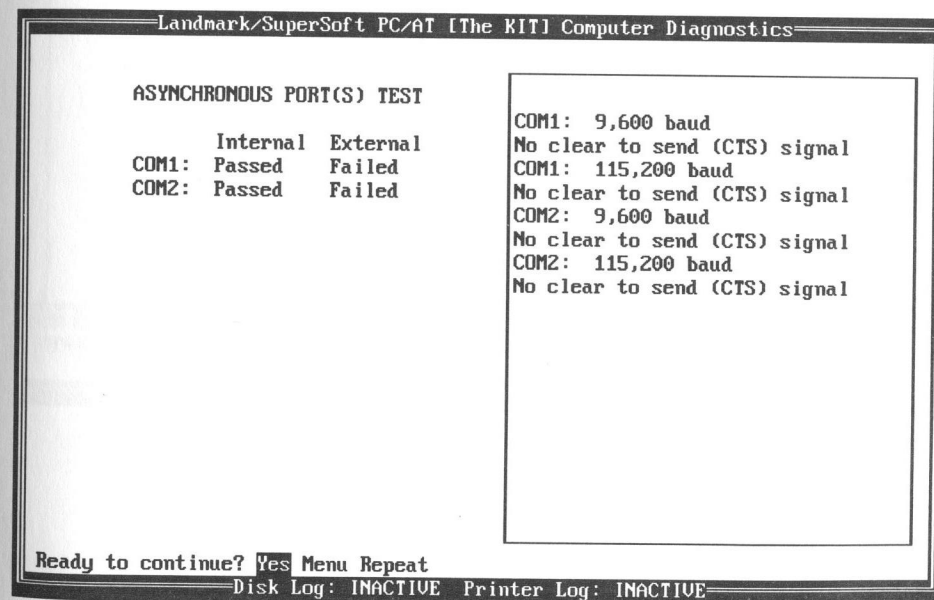 Landmark/SuperSoft PC/AT [The KIT] Computer Diagnostics
ASYNCHRONOUS PORT(S) TEST
Internal External
COM1: Passed Failed
COM2: Passed Failed
COM1: 9,600 baud
No clear to send (CTS) signal
COM1: 115,200 baud
No clear to send (CTS) signal
COM2: 9,600 baud
No clear to send (CTS) signal
COM2: 115,200 baud
No clear to send (CTS) signal
Ready to continue? Yes Menu Repeat
Disk Log: INACTIVE Printer Log: INACTIVE